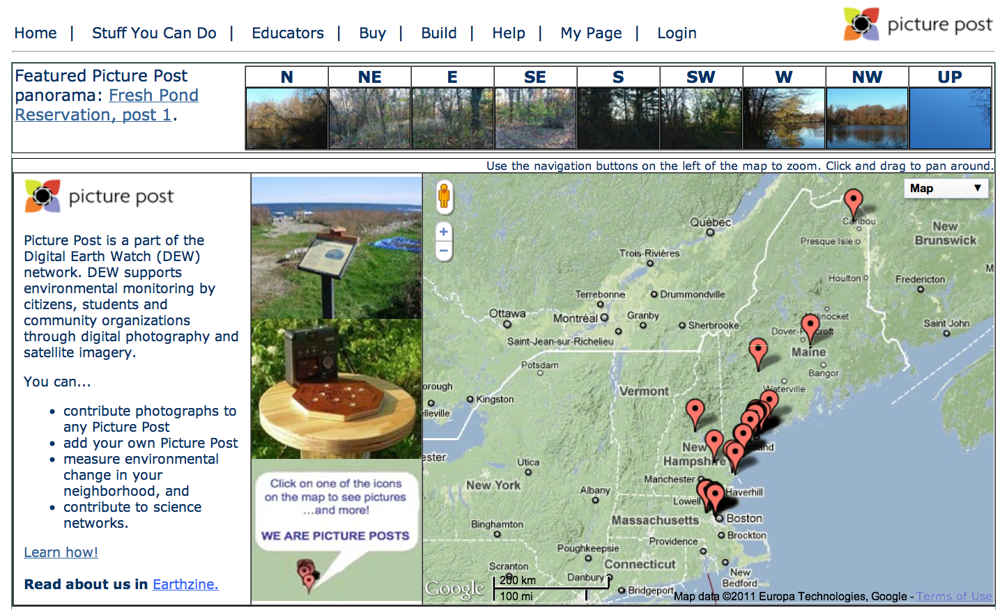 Home | Stuff You Can Do | Educators | Buy | Build | Help | My Page | Login
picture post
Featured Picture Post
panorama: Fresh Pond
Reservation, post 1.
N NE E SE S SW W NW UP
Use the navigation buttons on the left of the map to zoom. Click and drag to pan around.
picture post
Picture Post is a part of the
Digital Earth Watch (DEW)
network. DEW supports
environmental monitoring by
citizens, students and
community organizations
through digital photography and
satellite imagery.
You can...
• contribute photographs to
any Picture Post
• add your own Picture Post
• measure environmental
change in your
neighborhood, and
• contribute to science
networks.
Learn how!
Read about us in Earthzine.
Click on one of the icons
on the map to see pictures
...and more!
WE ARE PICTURE POSTS
+
−
Map ▼
Québec
Caribou
New
Brunswick
Presque Isle
Trois-Rivières
Houlton
Fredericton
Terrebonne
Drummondville
Ottawa
Montréal
Granby
Sherbrooke
Saint John
Saint-Jean-sur-Richelieu
Maine
Potsdam
Bangor
orough
Vermont
Waterville
Kingston
lleville
New
Hampshire
ester
Utica
New York
Manchester
Albany
Haverhill
Lowell
Massachusetts
Boston
Binghamton
Brockton
Providence
Poughkeepsie
Connecticut
Scranton
New
Bedford
Danbury
Bridgeport
Google
200 km
100 mi
Map data ©2011 Europa Technologies, Google - Terms of Use